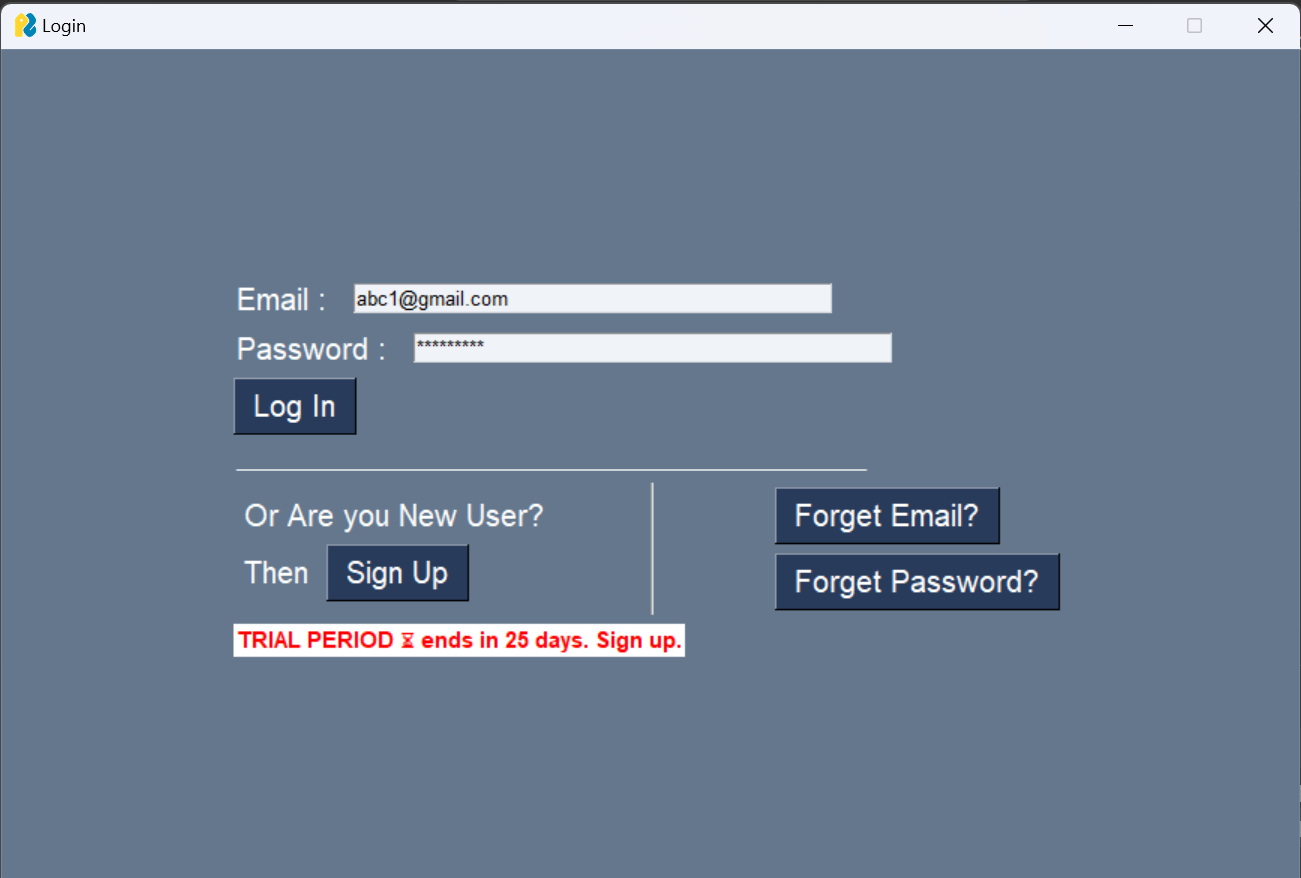 Login
Email :
abc1@gmail.com
Password :
*********
Log In
Or Are you New User?
Then Sign Up
Forget Email?
Forget Password?
TRIAL PERIOD ⌛ ends in 25 days. Sign up.